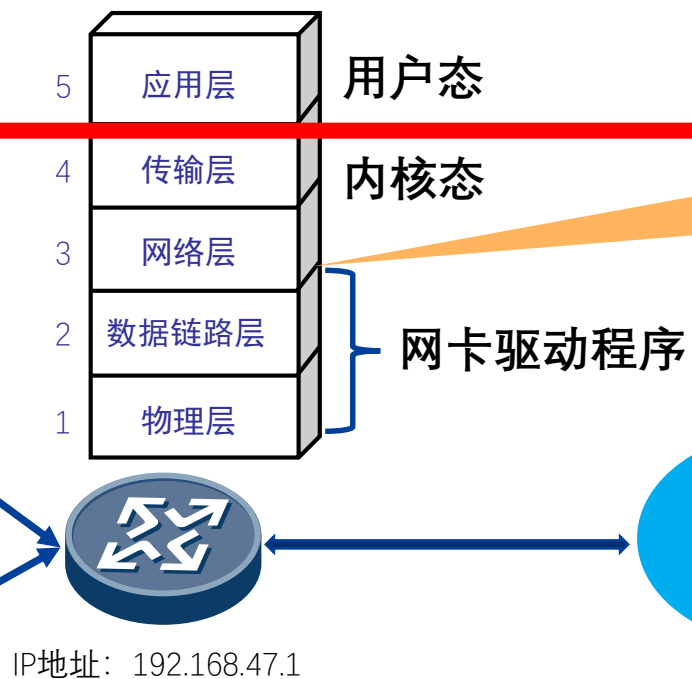 5 应用层 用户态
4 传输层 内核态
3 网络层
2 数据链路层
网卡驱动程序
1 物理层
IP地址：192.168.47.1